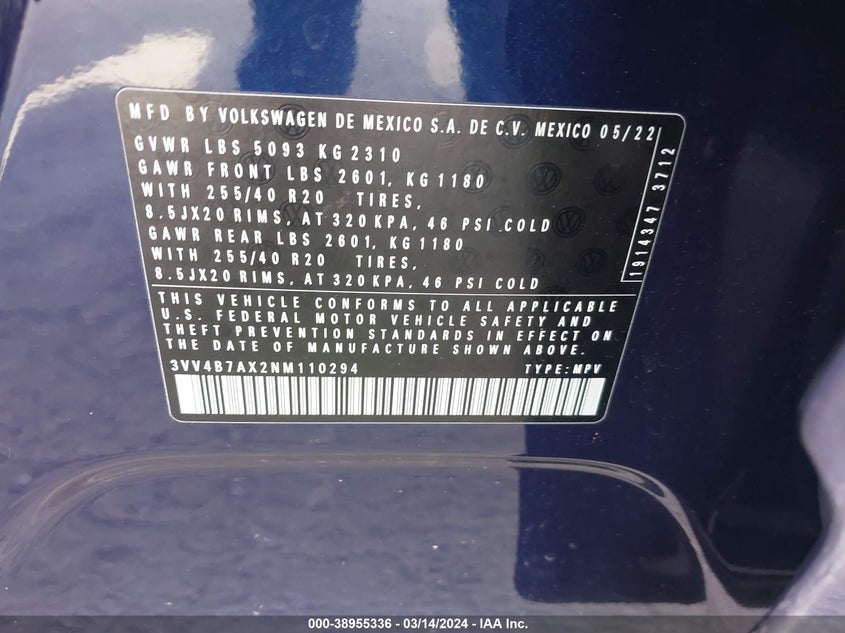 MFD BY VOLKSWAGEN DE MEXICO S.A. DE C.V. MEXICO 05/22
GVWR LBS 5093 KG 2310
GAWR FRONT LBS 2601, KG 1180
WITH 255/40 R20 TIRES,
8.5JX20 RIMS, AT 320 KPA, 46 PSI COLD
GAWR REAR LBS 2601, KG 1180
WITH 255/40 R20 TIRES,
8.5JX20 RIMS, AT 320 KPA, 46 PSI COLD
1914347 3712
THIS VEHICLE CONFORMS TO ALL APPLICABLE
U.S. FEDERAL MOTOR VEHICLE SAFETY AND
THEFT PREVENTION STANDARDS IN EFFECT ON
THE DATE OF MANUFACTURE SHOWN ABOVE.
3VV4B7AX2NM110294 TYPE: MPV
000-38955336 - 03/14/2024 - IAA Inc.